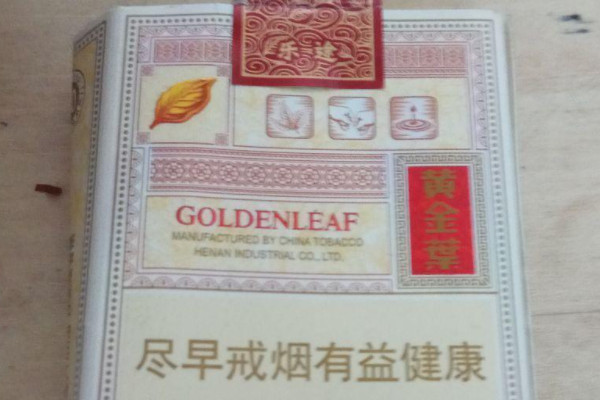 乐途
GOLDENLEAF
MANUFACTURED BY CHINA TOBACCO
HENAN INDUSTRIAL CO., LTD.
黄金葉
尽早戒烟有益健康